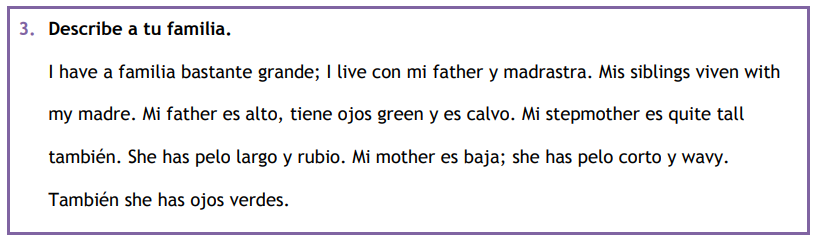 3. Describe a tu familia.
I have a familia bastante grande; I live con mi father y madrastra. Mis siblings viven with
my madre. Mi father es alto, tiene ojos green y es calvo. Mi stepmother es quite tall
también. She has pelo largo y rubio. Mi mother es baja; she has pelo corto y wavy.
También she has ojos verdes.